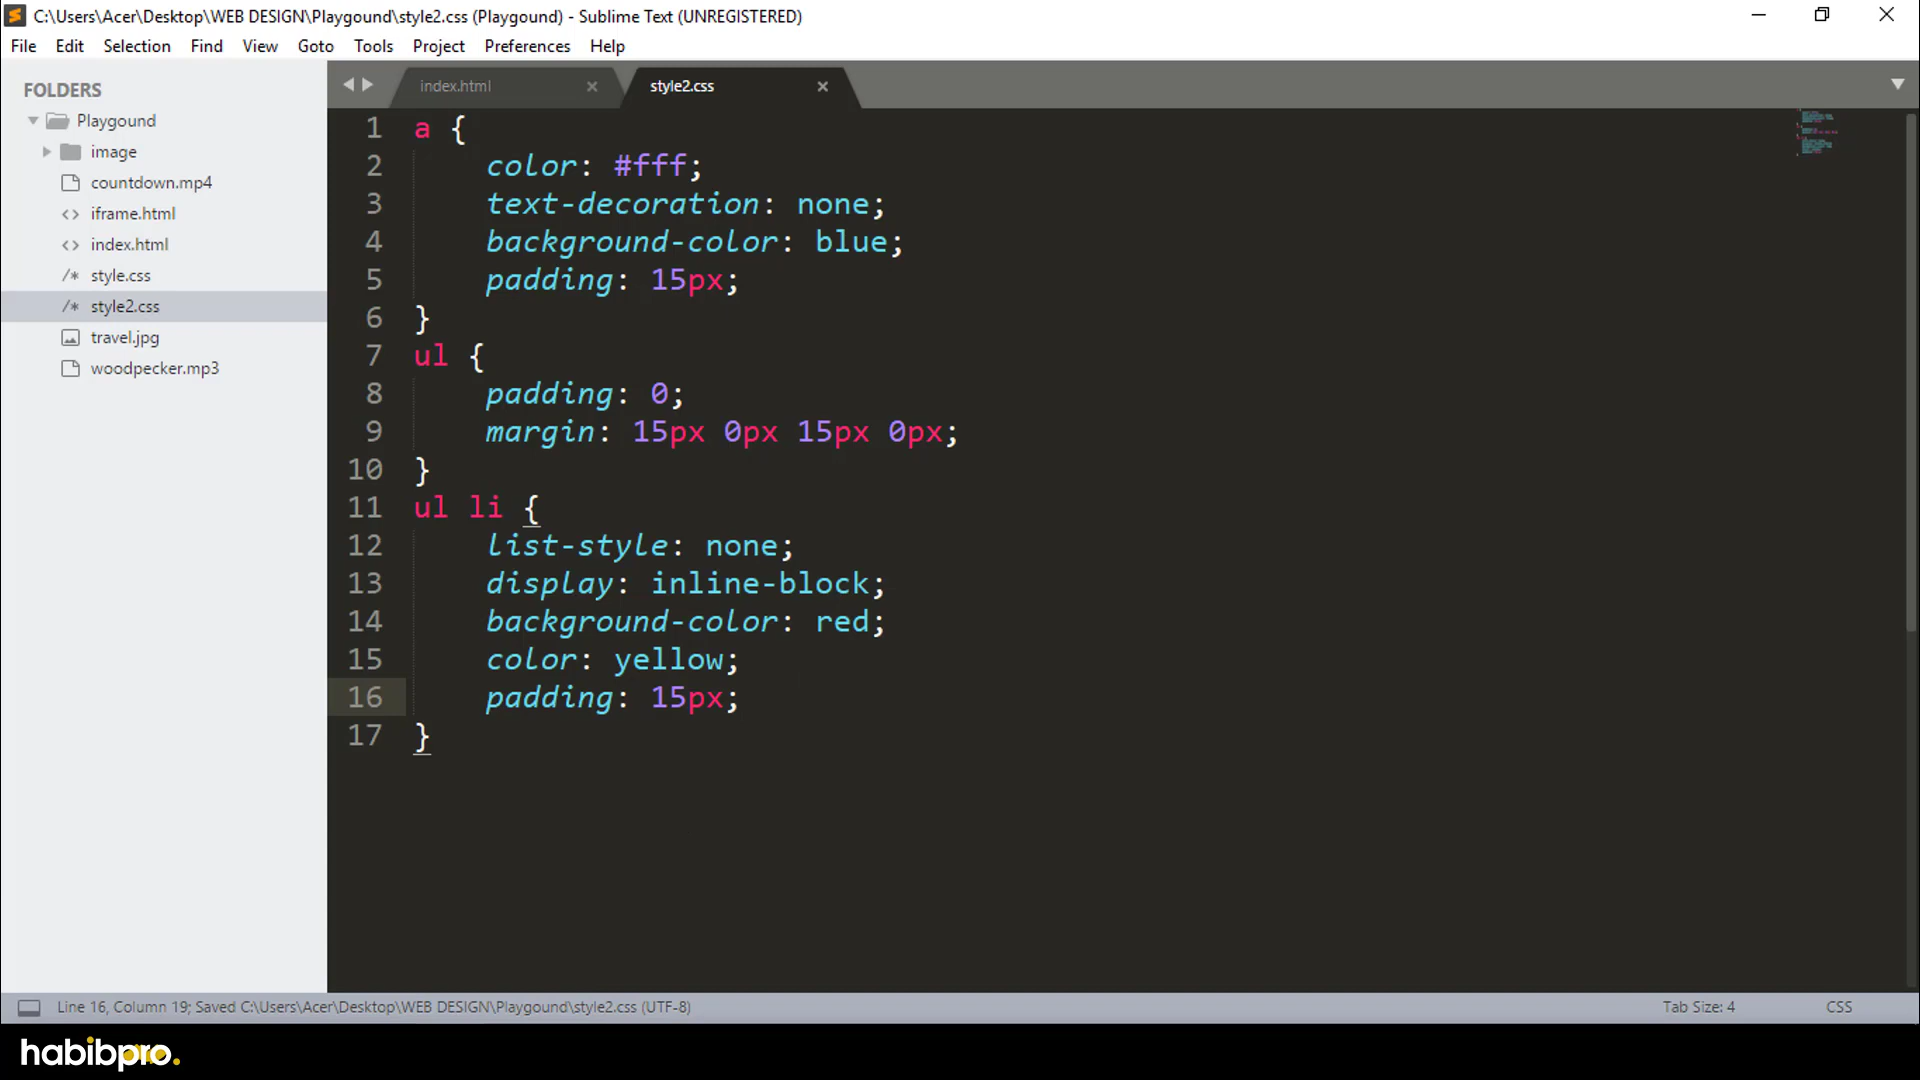 C:\Users\Acer\Desktop\WEB DESIGN\Playgound\style2.css (Playgound) - Sublime Text (UNREGISTERED)
File Edit Selection Find View Goto Tools Project Preferences Help
FOLDERS
Playgound
image
countdown.mp4
iframe.html
index.html
/* style.css
/* style2.css
travel.jpg
woodpecker.mp3
index.html × style2.css ×
1 a {
2 color: #fff;
3 text-decoration: none;
4 background-color: blue;
5 padding: 15px;
6 }
7 ul {
8 padding: 0;
9 margin: 15px 0px 15px 0px;
10 }
11 ul li {
12 list-style: none;
13 display: inline-block;
14 background-color: red;
15 color: yellow;
16 padding: 15px;
17 }
Line 16, Column 19; Saved C:\Users\Acer\Desktop\WEB DESIGN\Playgound\style2.css (UTF-8) Tab Size: 4 CSS
habibpro.